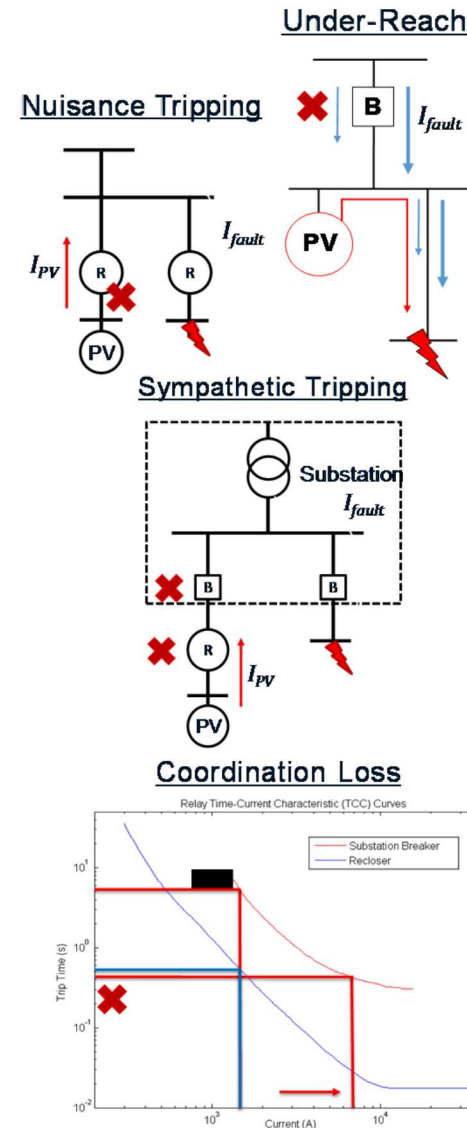 Under-Reach
B
I_fault
PV
Nuisance Tripping
I_fault
I_PV
R
R
PV
Sympathetic Tripping
Substation
I_fault
B
B
R
I_PV
PV
Coordination Loss
Relay Time-Current Characteristic (TCC) Curves
Substation Breaker
Recloser
Trip Time (s)
10^1
10^0
10^-1
10^-2
10^3
10^4
Current (A)